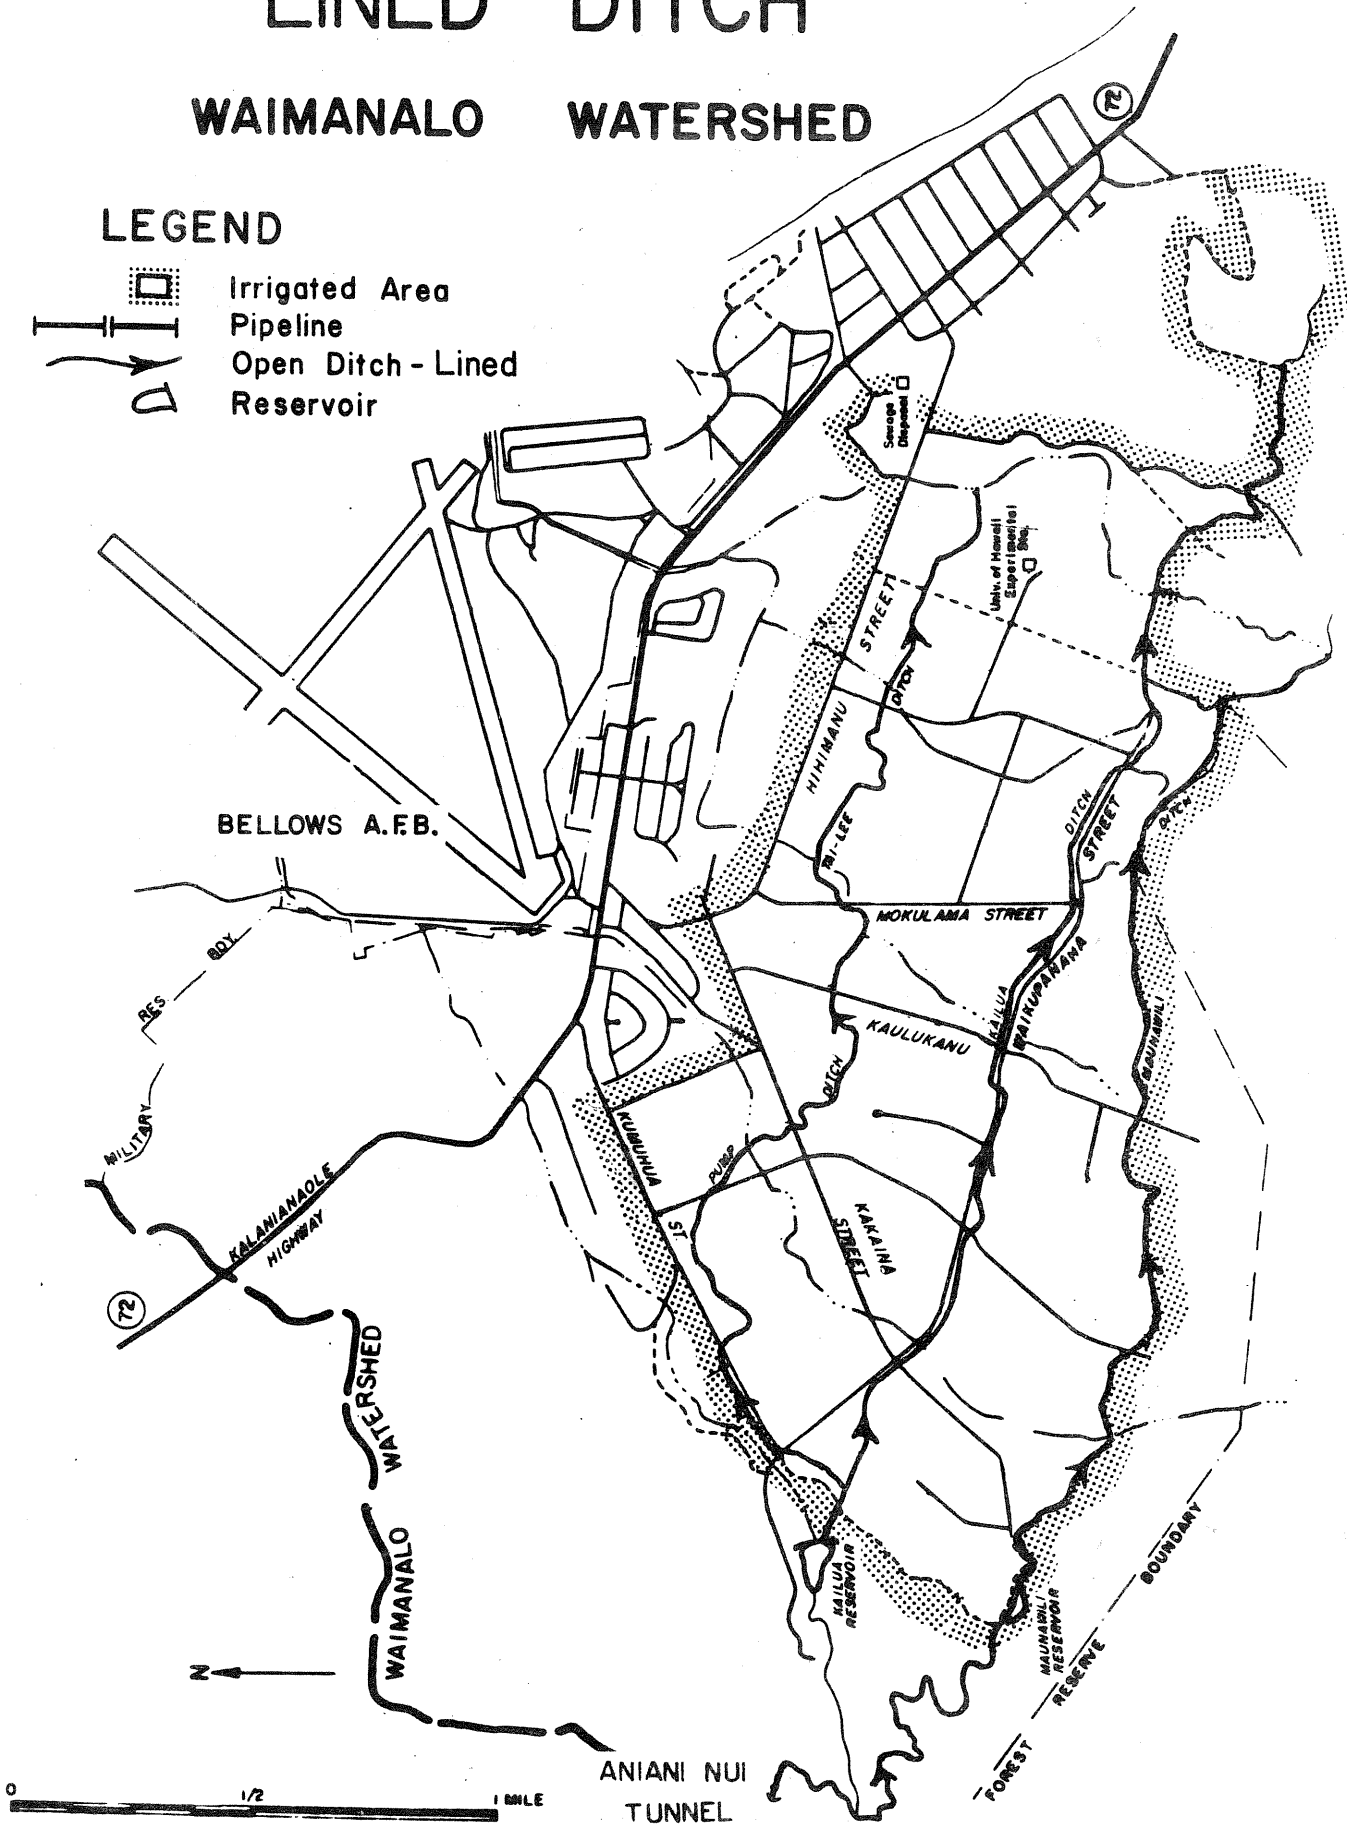 LINED DITCH
WAIMANALO WATERSHED
LEGEND
Irrigated Area
Pipeline
Open Ditch - Lined
Reservoir
72
Sewage
Disposal
Univ. of Hawaii
Experimental
Sta.
STREET
DITCH
HIHIMANU
TAI-LEE
DITCH
STREET
DITCH
BELLOWS A.F.B.
MOKULAMA STREET
BDY
RES
MILITARY
KAILUA
WAIKUPANAHA
KAULUKANU
MAUNAWILI
DITCH
PUMP
KUMUHUA
ST
KAKAINA
STREET
KALANIANAOLE
HIGHWAY
72
WATERSHED
WAIMANALO
N
KAILUA
RESERVOIR
MAUNAWILI
RESERVOIR
BOUNDARY
RESERVE
FOREST
ANIANI NUI
TUNNEL
0 1/2 1 MILE